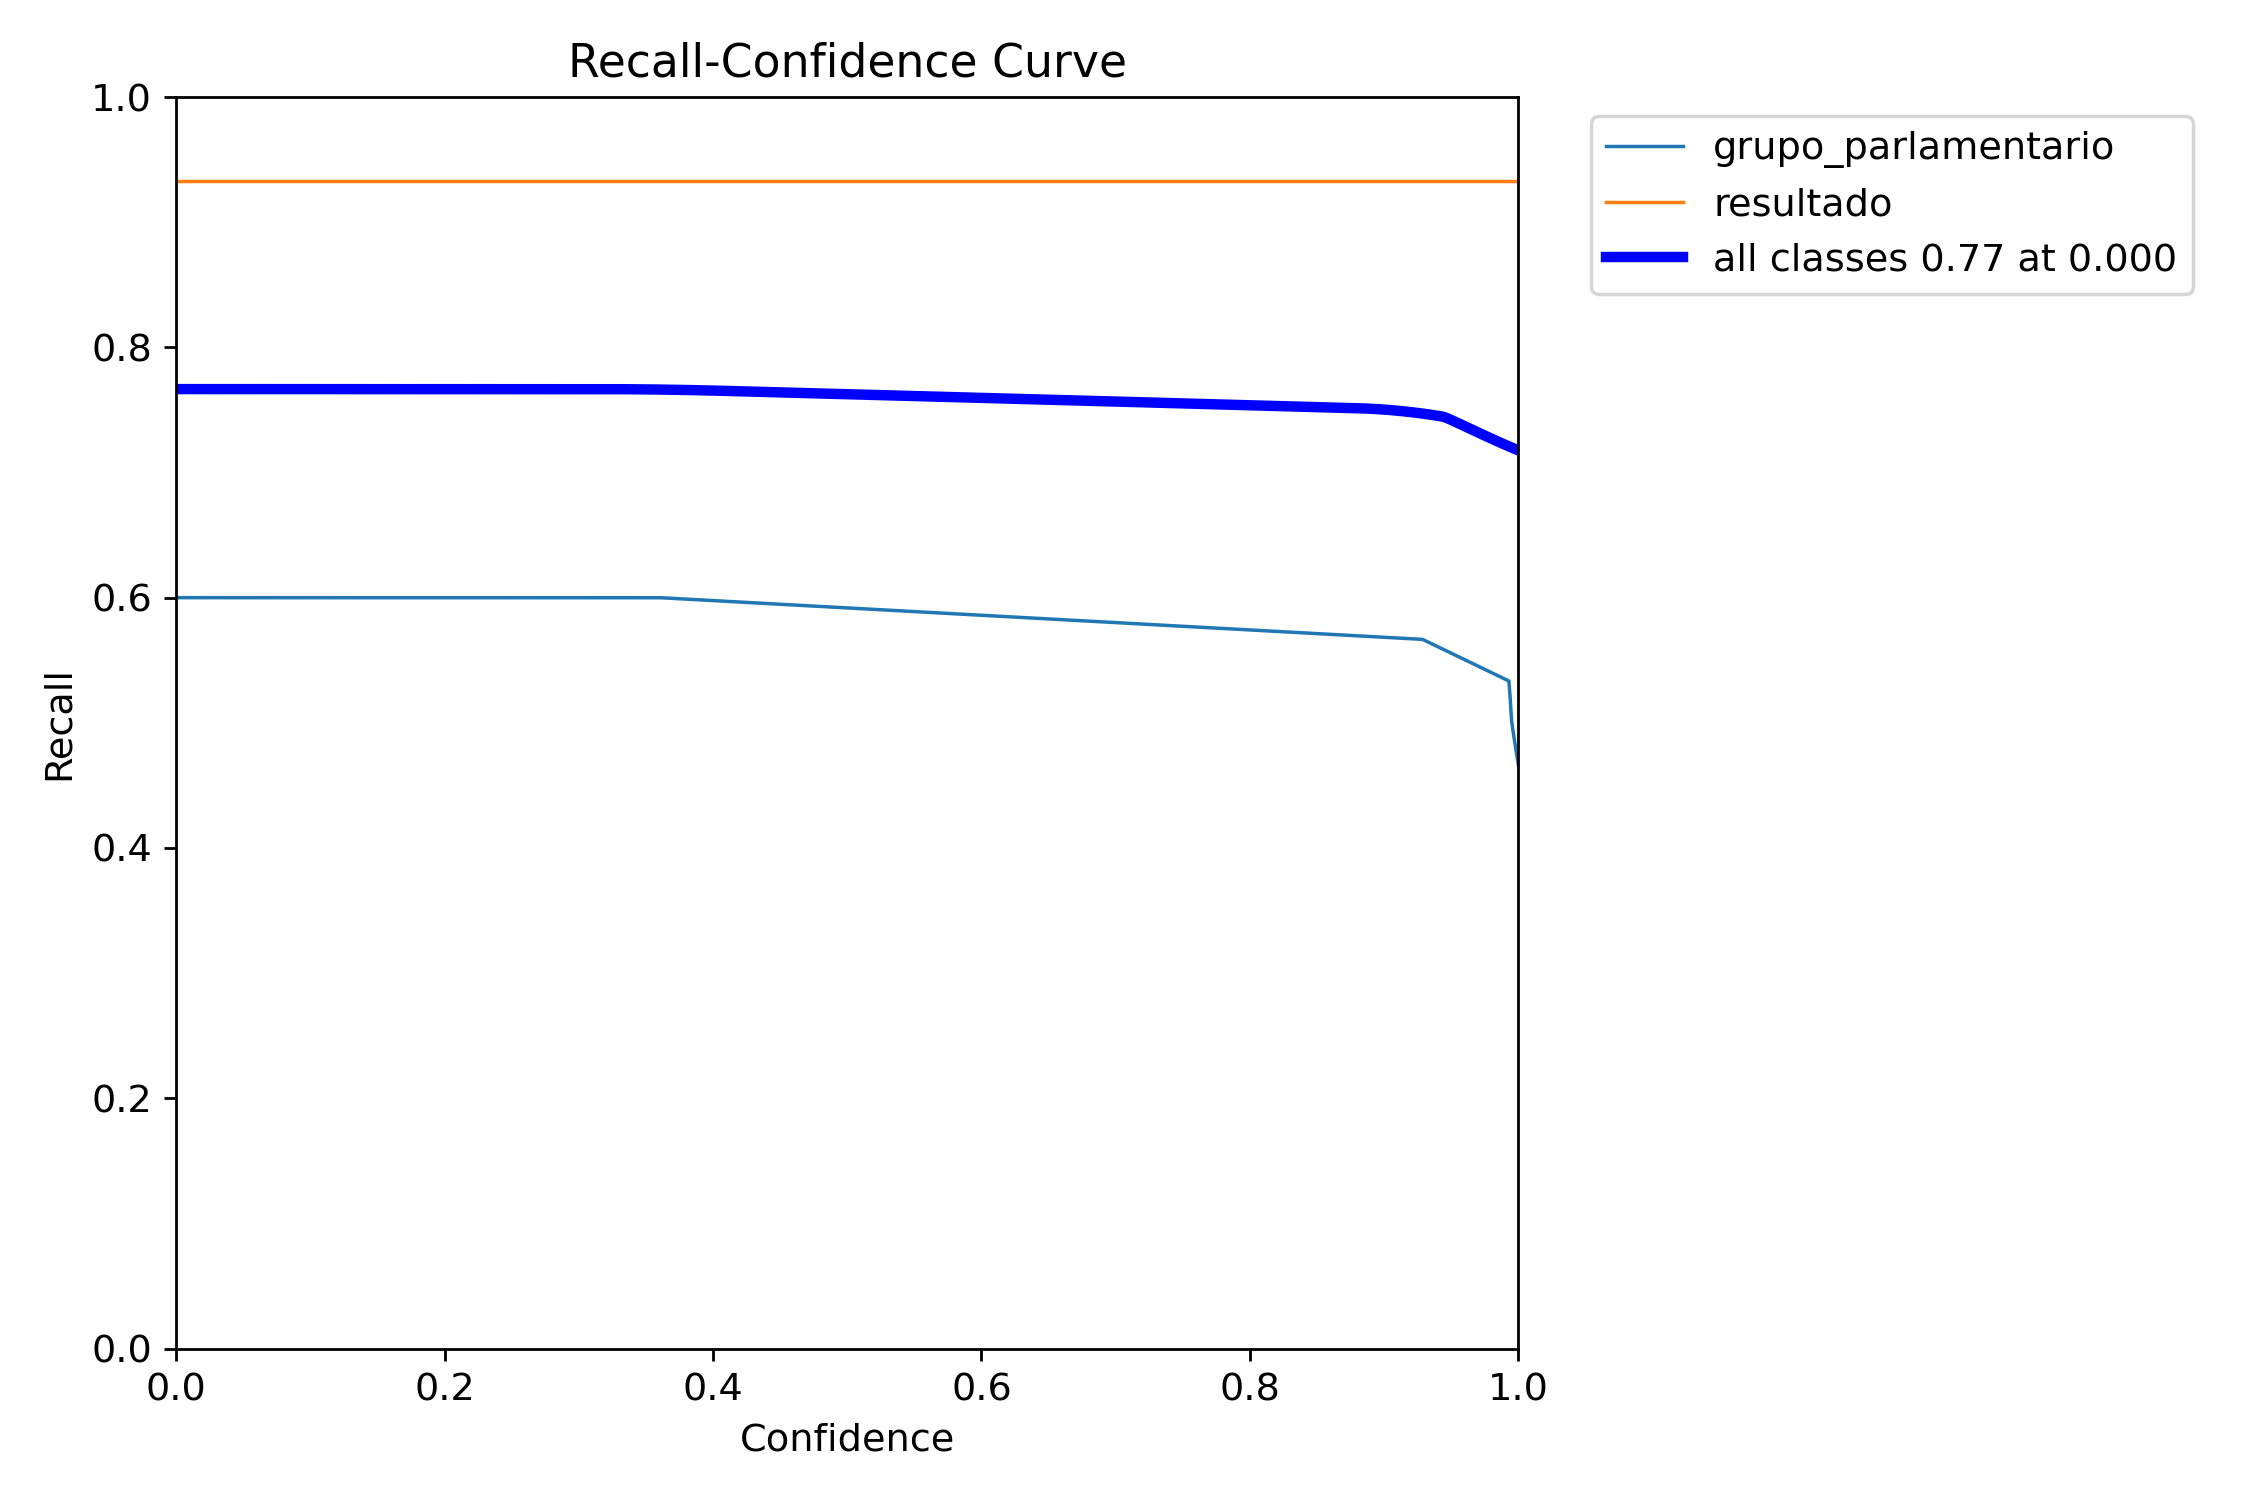 Recall-Confidence Curve
1.0
0.8
0.6
0.4
0.2
0.0
Recall
0.0 0.2 0.4 0.6 0.8 1.0
Confidence
grupo_parlamentario
resultado
all classes 0.77 at 0.000